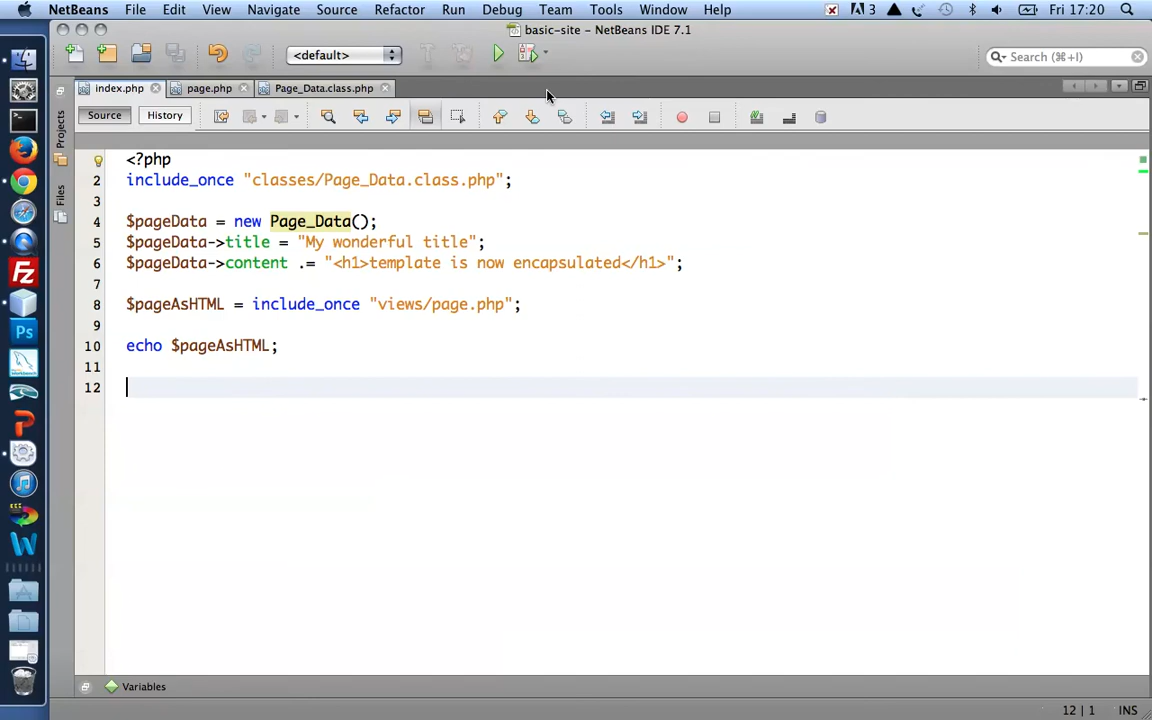 NetBeans File Edit View Navigate Source Refactor Run Debug Team Tools Window Help 3 Fri 17:20
basic-site - NetBeans IDE 7.1
<default> Search (⌘+I)
index.php page.php Page_Data.class.php
Source History
Projects
Files
<?php
2 include_once "classes/Page_Data.class.php";
3
4 $pageData = new Page_Data();
5 $pageData->title = "My wonderful title";
6 $pageData->content .= "<h1>template is now encapsulated</h1>";
7
8 $pageAsHTML = include_once "views/page.php";
9
10 echo $pageAsHTML;
11
12
Variables
12 | 1 INS